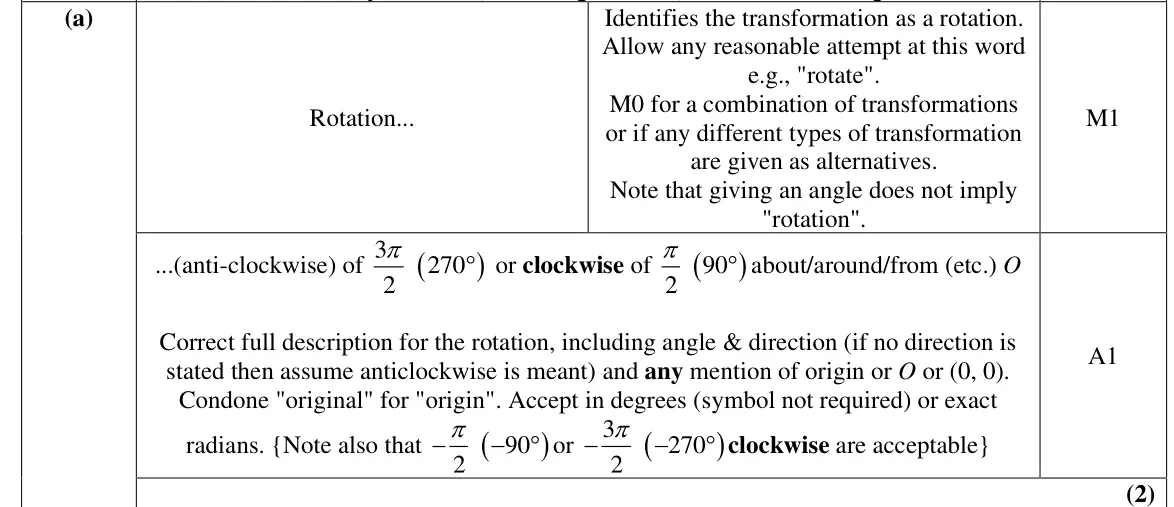 (a)
Rotation...
Identifies the transformation as a rotation.
Allow any reasonable attempt at this word
e.g., "rotate".
M0 for a combination of transformations
or if any different types of transformation
are given as alternatives.
Note that giving an angle does not imply
"rotation".
M1
...(anti-clockwise) of 3π/2 (270°) or clockwise of π/2 (90°) about/around/from (etc.) O
Correct full description for the rotation, including angle & direction (if no direction is
stated then assume anticlockwise is meant) and any mention of origin or O or (0, 0).
Condone "original" for "origin". Accept in degrees (symbol not required) or exact
radians. {Note also that −π/2 (−90°) or −3π/2 (−270°) clockwise are acceptable}
A1
(2)